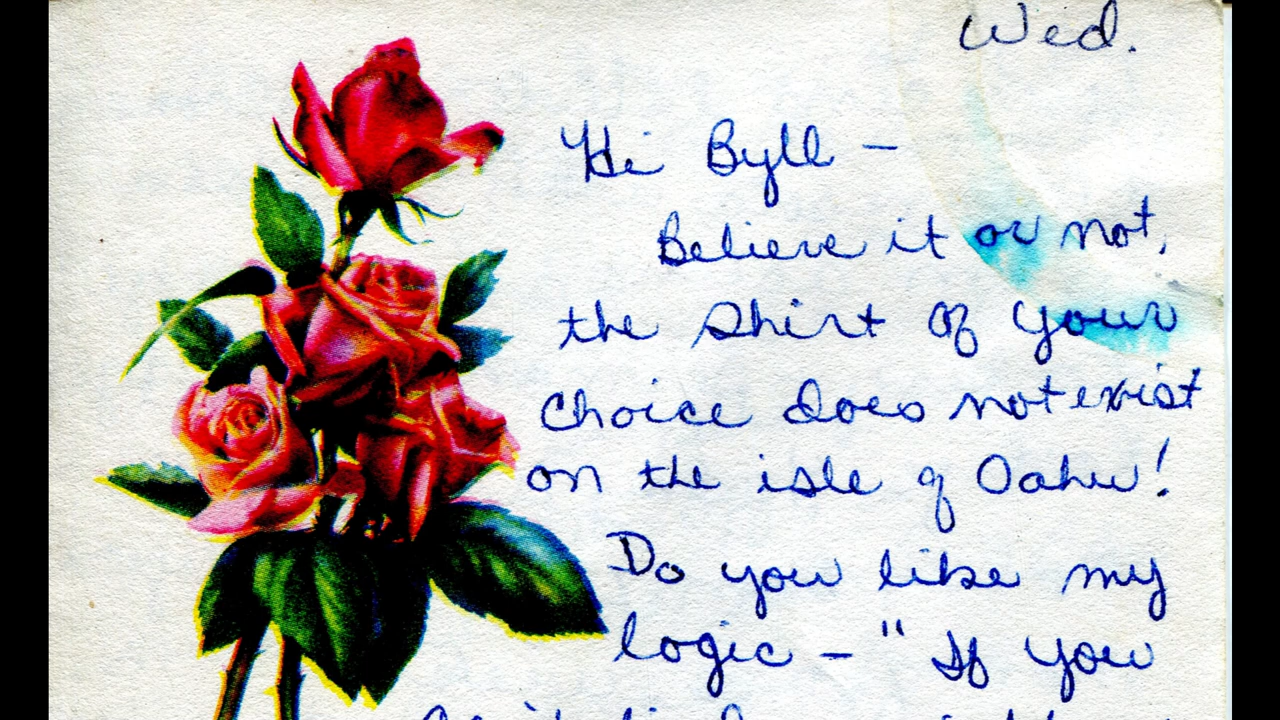 Wed.
Hi Byll -
Believe it or not,
the shirt of your
choice does not exist
on the isle of Oahu!
Do you like my
logic - "If you